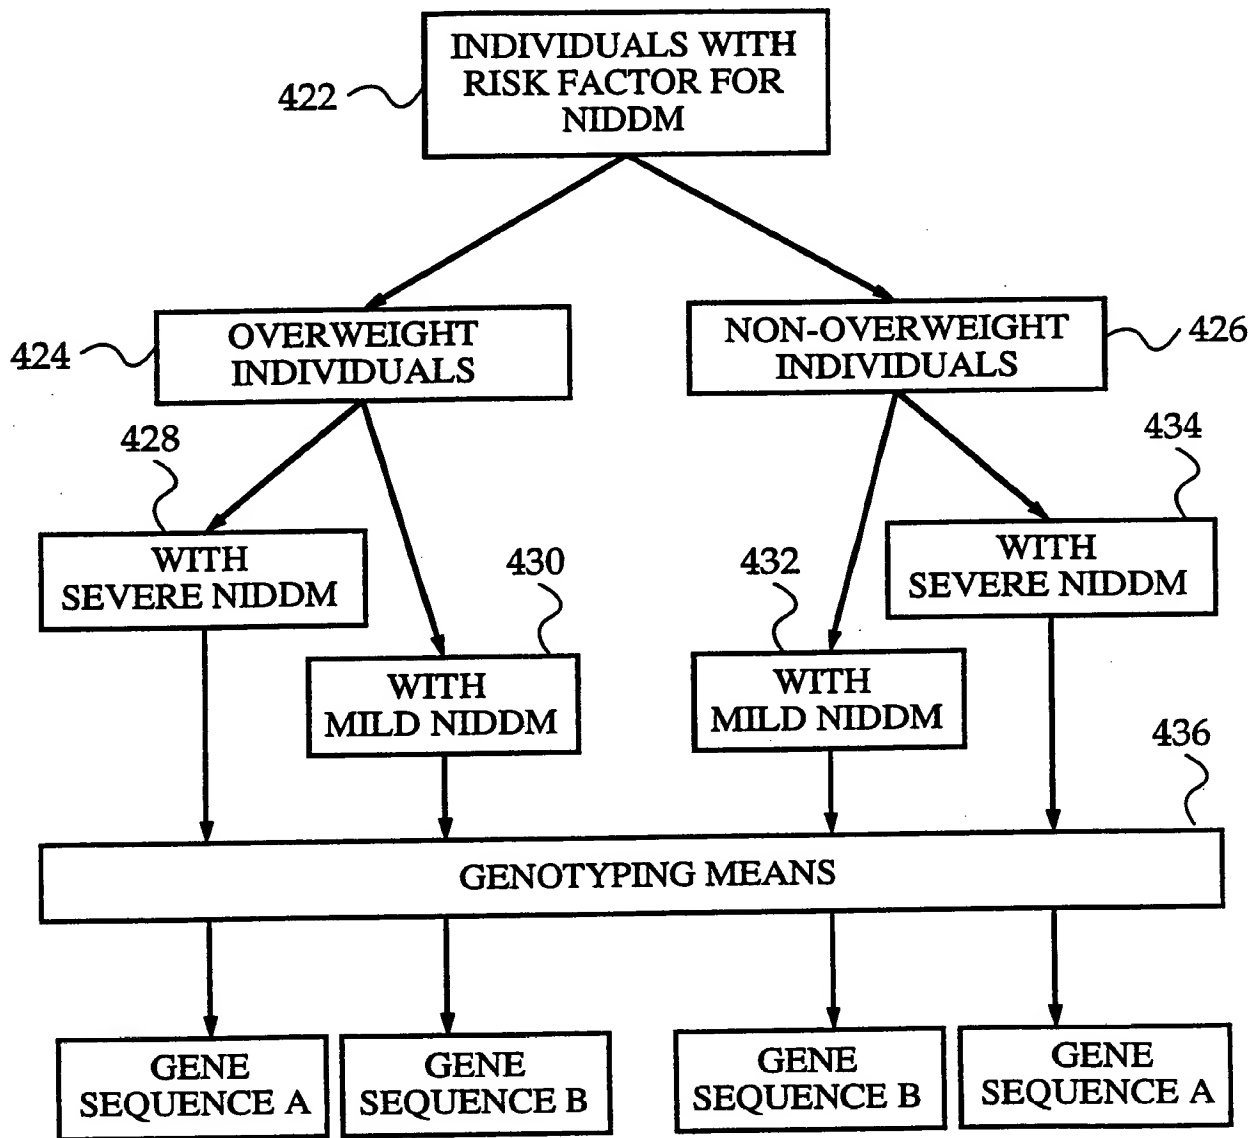 INDIVIDUALS WITH
RISK FACTOR FOR
NIDDM
422
OVERWEIGHT
INDIVIDUALS
424
NON-OVERWEIGHT
INDIVIDUALS
426
428
434
WITH
SEVERE NIDDM
430
432
WITH
SEVERE NIDDM
WITH
MILD NIDDM
WITH
MILD NIDDM
436
GENOTYPING MEANS
GENE
SEQUENCE A
GENE
SEQUENCE B
GENE
SEQUENCE B
GENE
SEQUENCE A